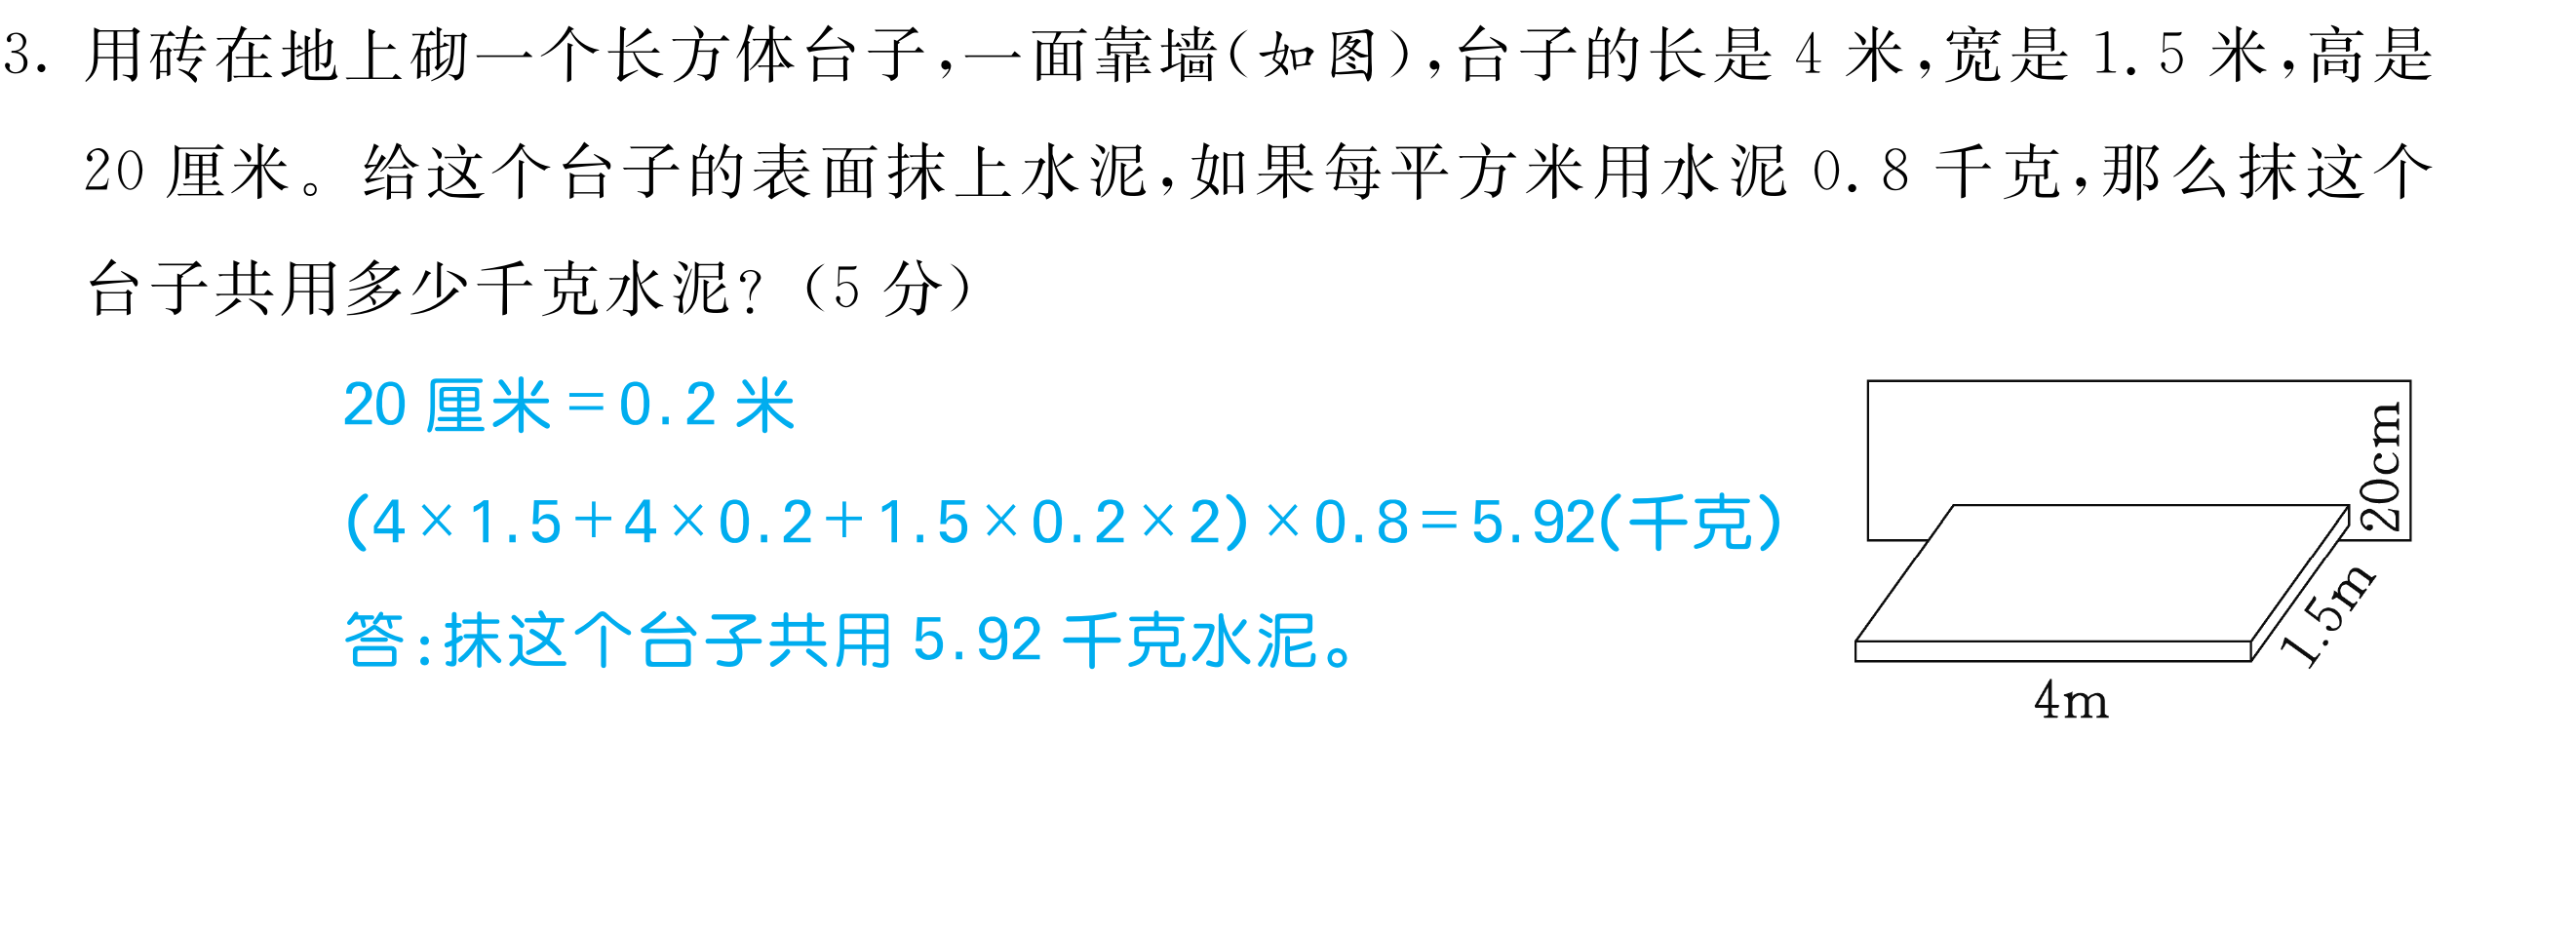 3. 用砖在地上砌一个长方体台子,一面靠墙(如图),台子的长是 4 米,宽是 1.5 米,高是
20 厘米。给这个台子的表面抹上水泥,如果每平方米用水泥 0.8 千克,那么抹这个
台子共用多少千克水泥?(5 分)
20 厘米=0.2 米
(4×1.5+4×0.2+1.5×0.2×2)×0.8=5.92(千克)
答:抹这个台子共用 5.92 千克水泥。
20cm
1.5m
4m